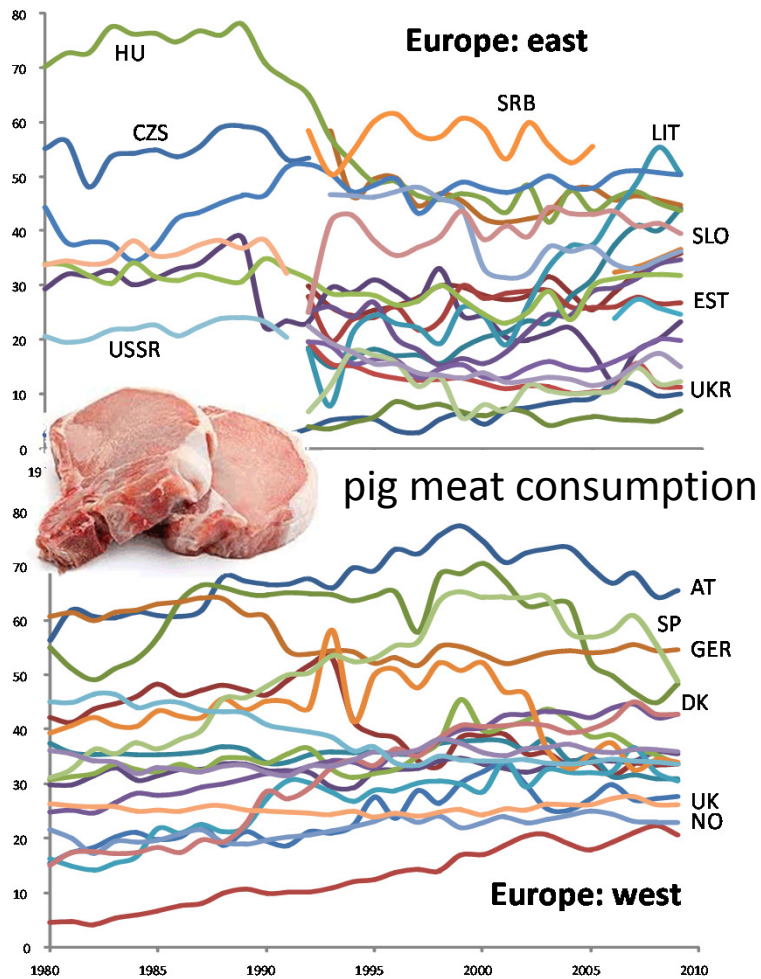 80
Europe: east
70
HU
60
SRB
CZS
LIT
50
40
SLO
30
EST
20
USSR
10
UKR
0
19
pig meat consumption
80
70
AT
SP
60
GER
50
DK
40
30
UK
NO
20
10
Europe: west
0
1980 1985 1990 1995 2000 2005 2010